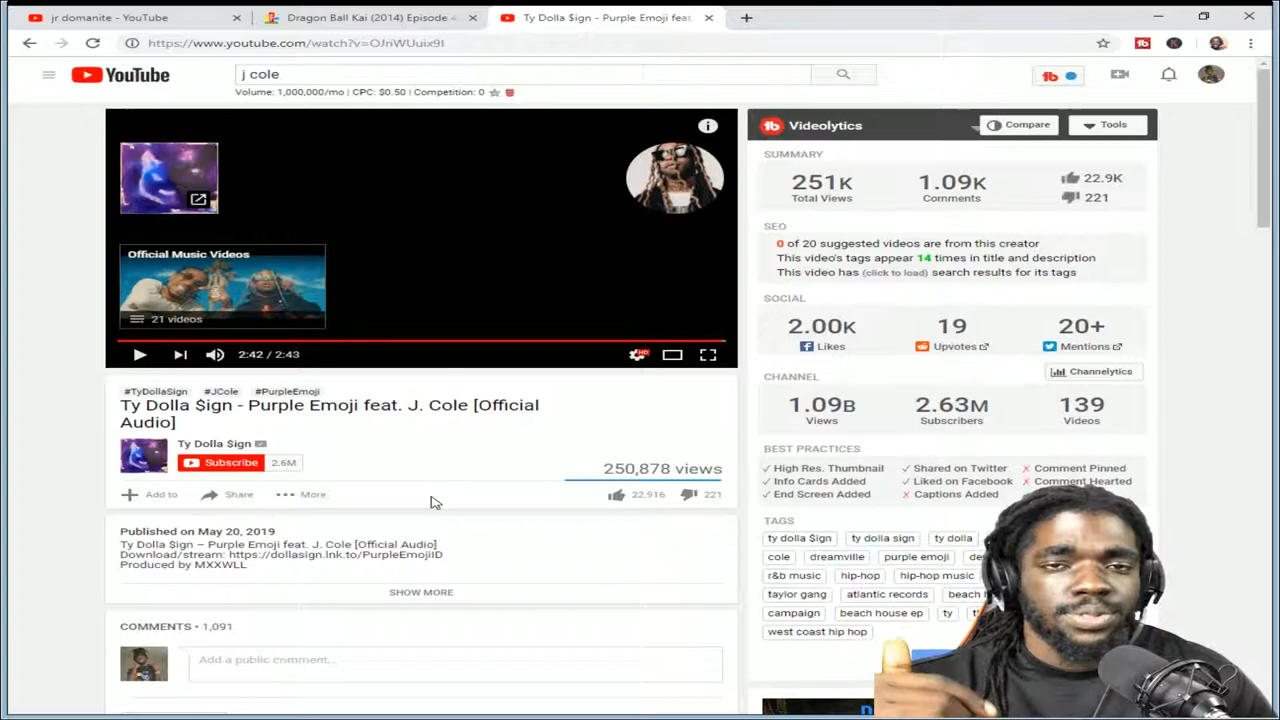 jr domanite - YouTube
Dragon Ball Kai (2014) Episode 4
Ty Dolla $ign - Purple Emoji feat.
https://www.youtube.com/watch?v=OJriWUuix9I
YouTube
j cole
Volume: 1,000,000/mo | CPC: $0.50 | Competition: 0
Official Music Videos
21 videos
2:42 / 2:43
HD
#TyDollaSign #JCole #PurpleEmoji
Ty Dolla $ign - Purple Emoji feat. J. Cole [Official
Audio]
Ty Dolla $ign
Subscribe 2.6M
250,878 views
Add to Share More
22,916 221
Published on May 20, 2019
Ty Dolla $ign – Purple Emoji feat. J. Cole [Official Audio]
Download/stream: https://dollasign.lnk.to/PurpleEmojiID
Produced by MXXWLL
SHOW MORE
COMMENTS • 1,091
Add a public comment...
Videolytics
Compare
Tools
SUMMARY
251K 1.09K 22.9K
Total Views Comments 221
SEO
0 of 20 suggested videos are from this creator
This video's tags appear 14 times in title and description
This video has (click to load) search results for its tags
SOCIAL
2.00K 19 20+
Likes Upvotes Mentions
Channelytics
CHANNEL
1.09B 2.63M 139
Views Subscribers Videos
BEST PRACTICES
High Res. Thumbnail Shared on Twitter Comment Pinned
Info Cards Added Liked on Facebook Comment Hearted
End Screen Added Captions Added
TAGS
ty dolla $ign ty dolla sign ty dolla
cole dreamville purple emoji
r&b music hip-hop hip-hop music
taylor gang atlantic records beach
campaign beach house ep ty
west coast hip hop